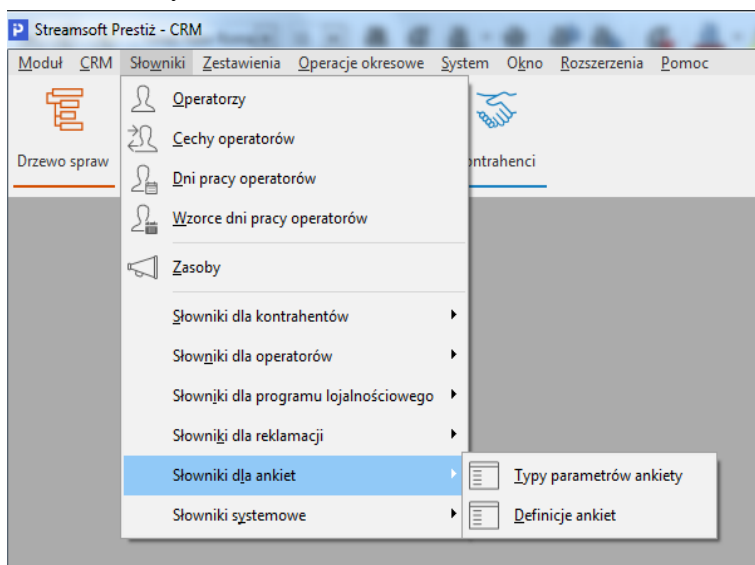 Streamsoft Prestiż - CRM
Moduł CRM Słowniki Zestawienia Operacje okresowe System Okno Rozszerzenia Pomoc
Operatorzy
Cechy operatorów
Drzewo spraw
ontrahenci
Dni pracy operatorów
Wzorce dni pracy operatorów
Zasoby
Słowniki dla kontrahentów
Słowniki dla operatorów
Słowniki dla programu lojalnościowego
Słowniki dla reklamacji
Słowniki dla ankiet
Typy parametrów ankiety
Słowniki systemowe
Definicje ankiet